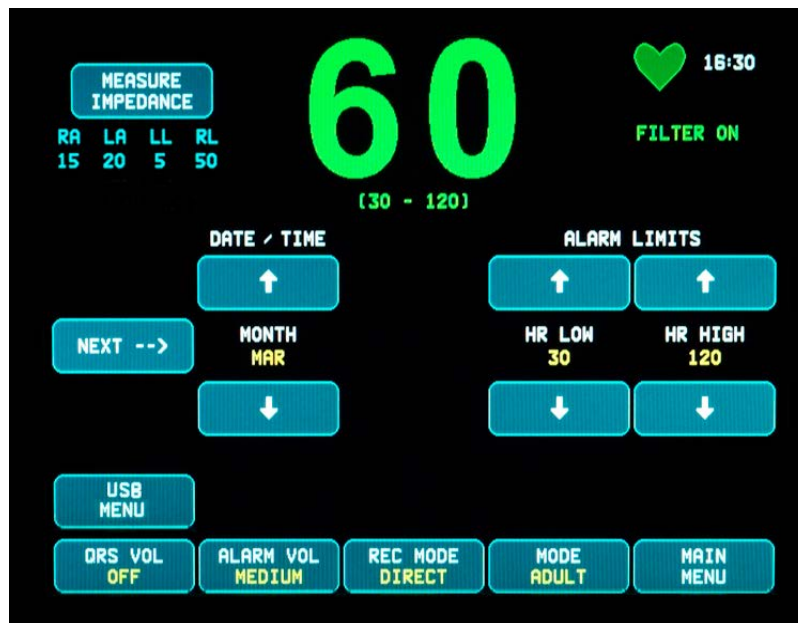 MEASURE
IMPEDANCE
RA LA LL RL
15 20 5 50
60
(30 - 120)
16:30
FILTER ON
DATE / TIME
ALARM LIMITS
NEXT -->
MONTH
MAR
HR LOW
30
HR HIGH
120
USB
MENU
QRS VOL
OFF
ALARM VOL
MEDIUM
REC MODE
DIRECT
MODE
ADULT
MAIN
MENU